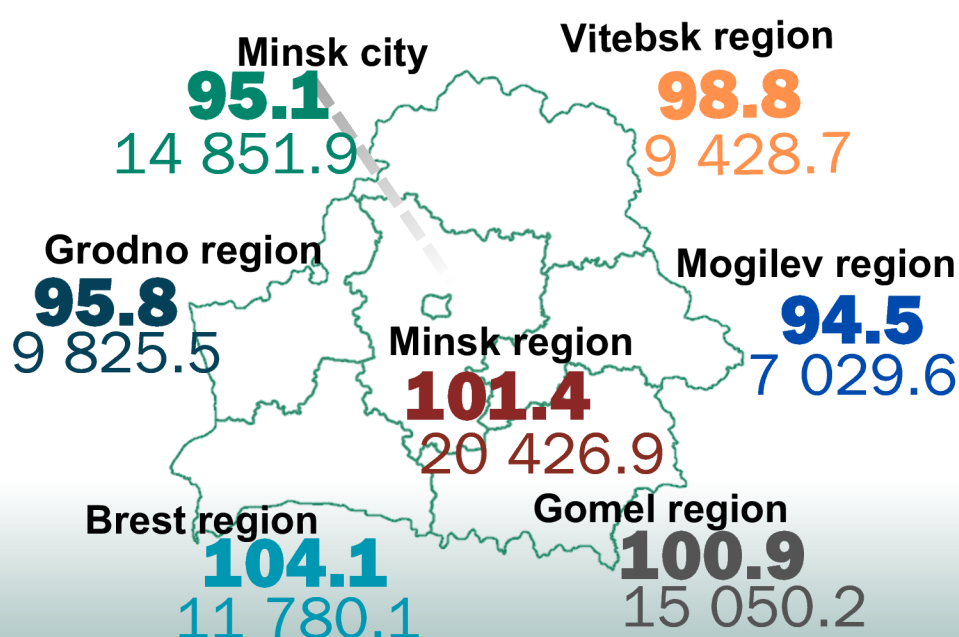 Minsk city
95.1
14 851.9
Vitebsk region
98.8
9 428.7
Grodno region
95.8
9 825.5
Mogilev region
94.5
7 029.6
Minsk region
101.4
20 426.9
Brest region
104.1
11 780.1
Gomel region
100.9
15 050.2